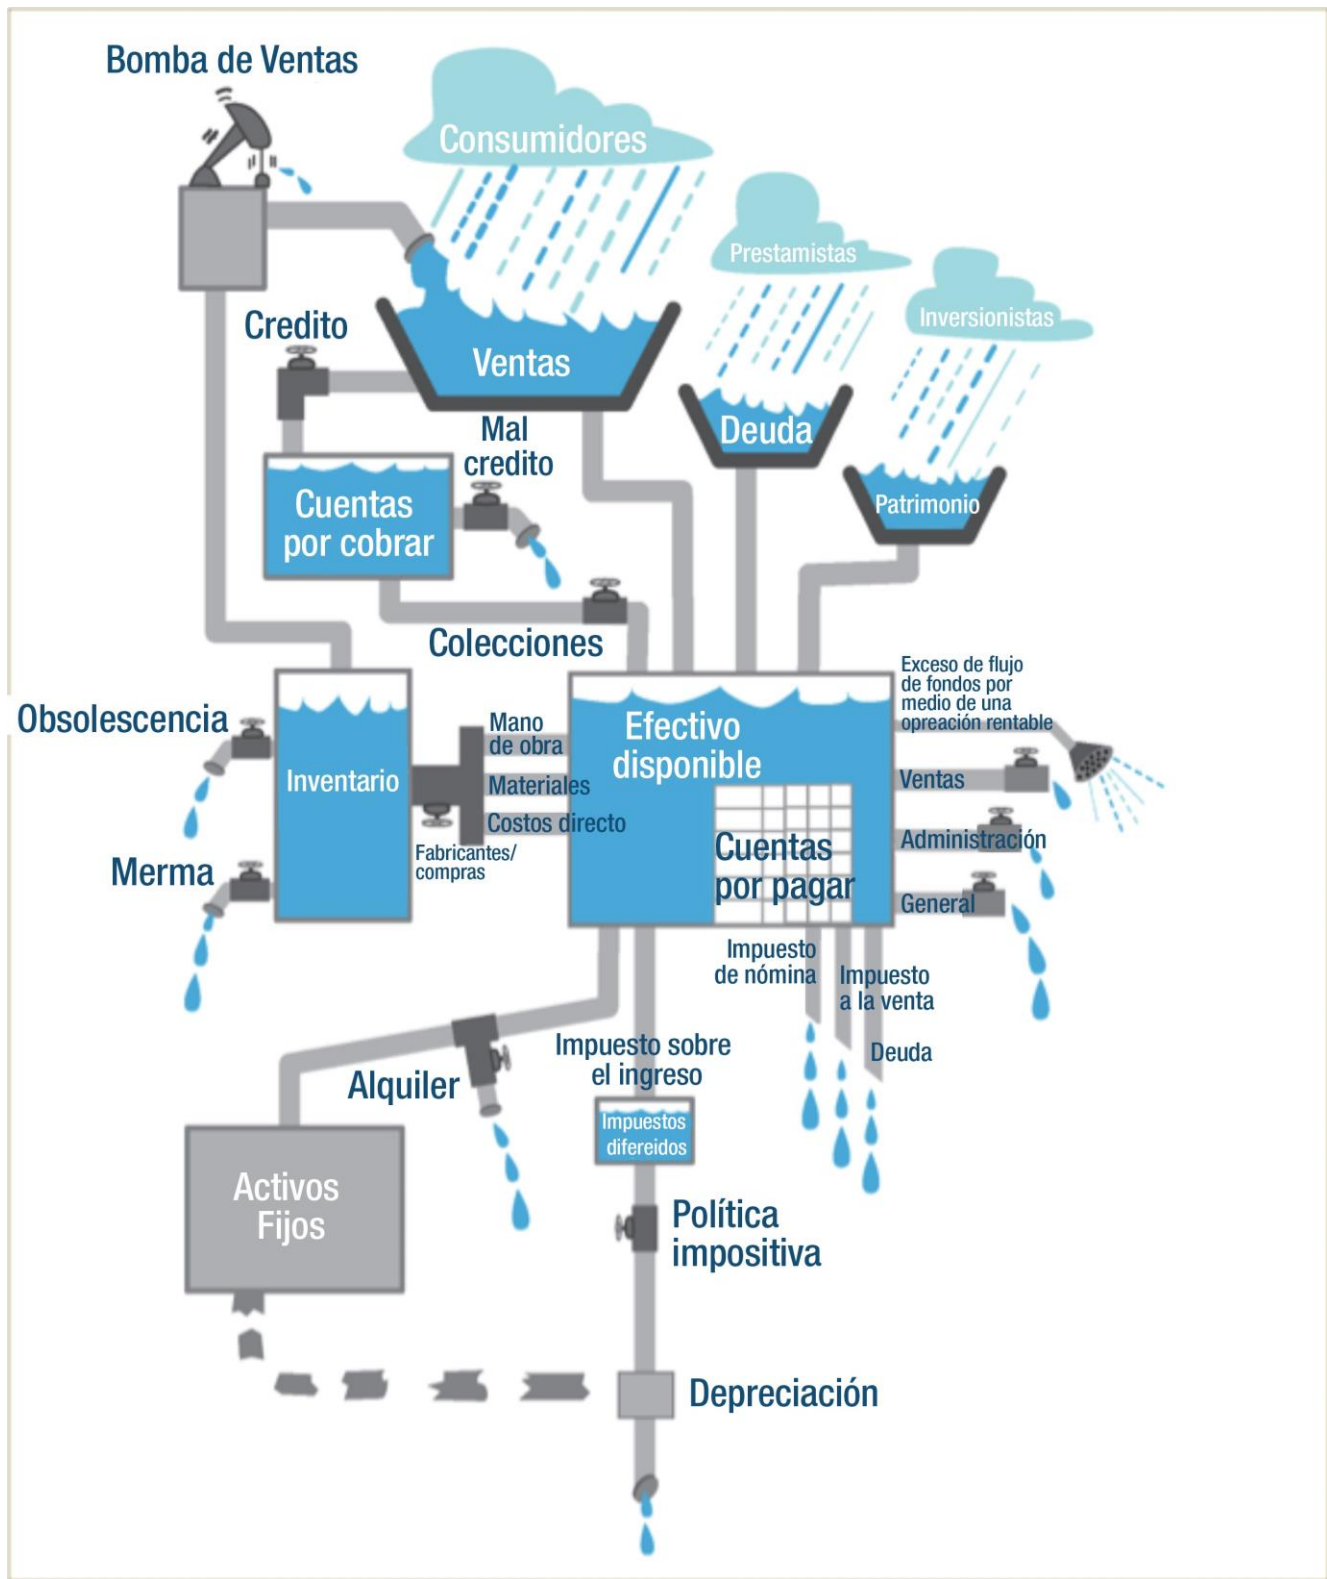 Bomba de Ventas
Consumidores
Prestamistas
Inversionistas
Credito
Ventas
Mal
credito
Deuda
Patrimonio
Cuentas
por cobrar
Colecciones
Exceso de flujo
de fondos por
medio de una
opreación rentable
Obsolescencia
Mano
de obra
Efectivo
disponible
Inventario
Materiales
Ventas
Costos directo
Administración
Fabricantes/
compras
Cuentas
por pagar
Merma
General
Impuesto
de nómina
Impuesto
a la venta
Deuda
Impuesto sobre
el ingreso
Alquiler
Impuestos
difereidos
Activos
Fijos
Política
impositiva
Depreciación